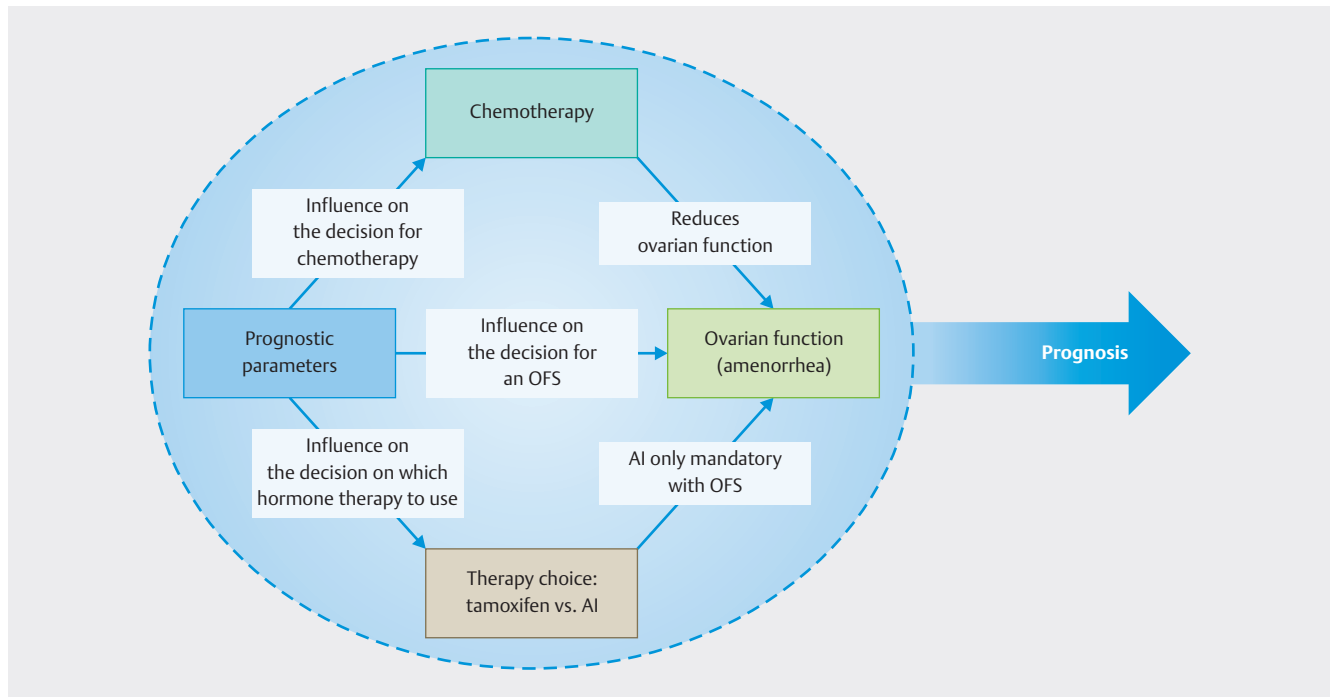 Chemotherapy
Influence on
the decision for
chemotherapy
Reduces
ovarian function
Prognostic
parameters
Influence on
the decision for
an OFS
Ovarian function
(amenorrhea)
Prognosis
Influence on
the decision on which
hormone therapy to use
AI only mandatory
with OFS
Therapy choice:
tamoxifen vs. AI